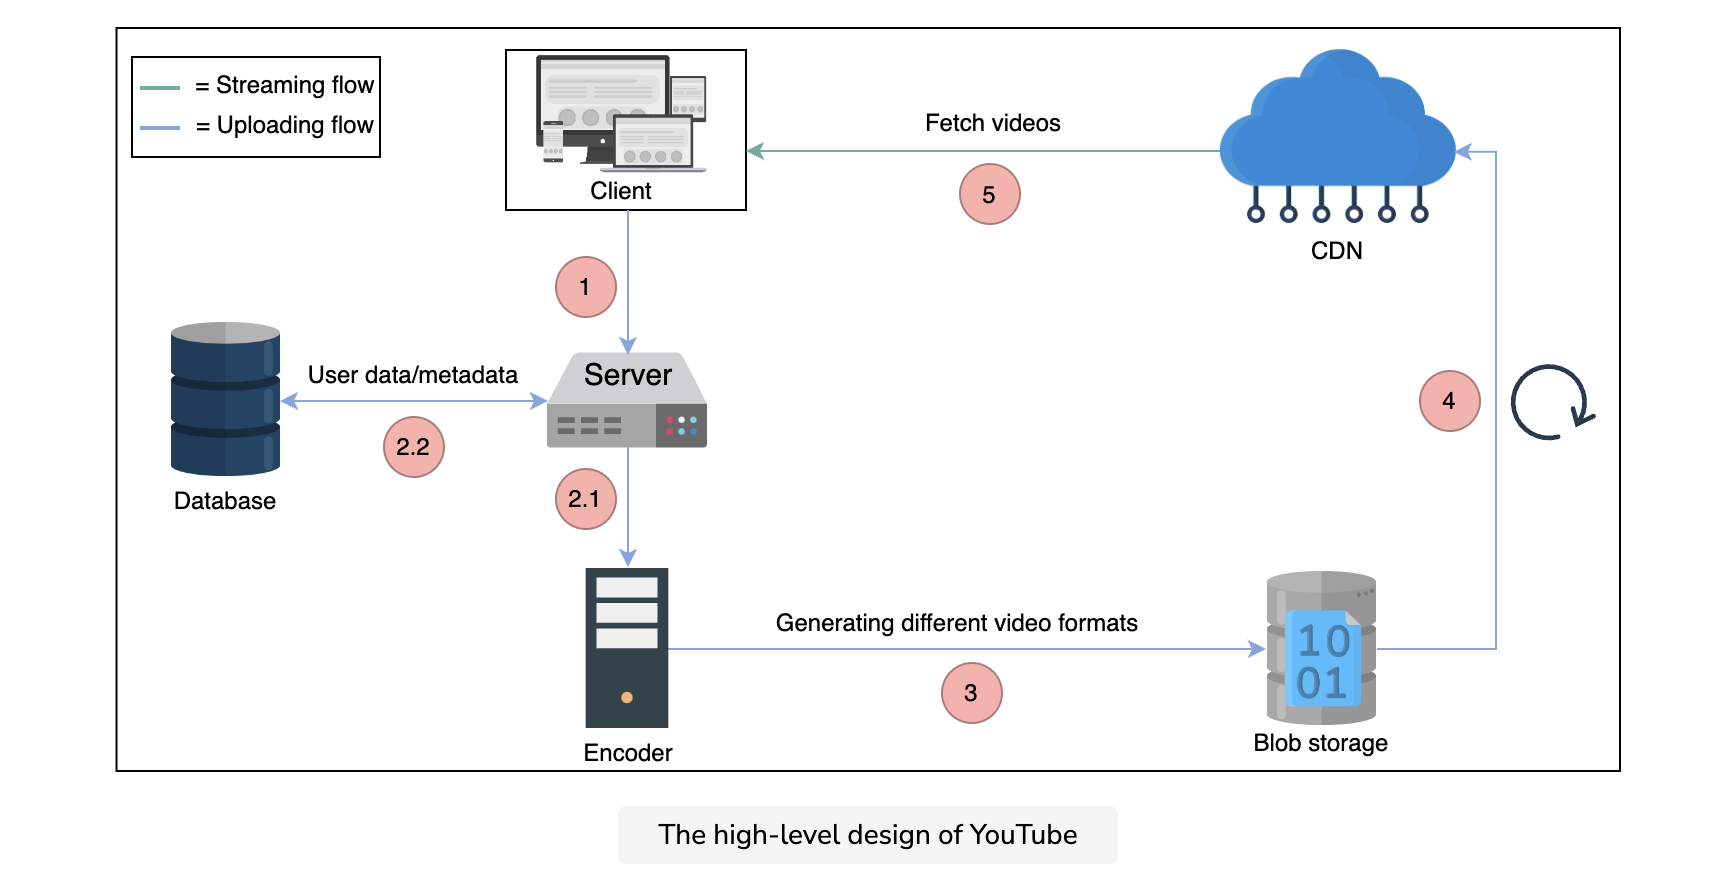 = Streaming flow
= Uploading flow
Client
Fetch videos
5
CDN
1
Server
User data/metadata
2.2
Database
2.1
4
Encoder
Generating different video formats
3
10
01
Blob storage
The high-level design of YouTube